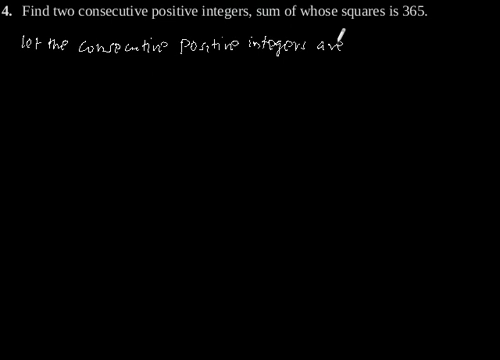 4. Find two consecutive positive integers, sum of whose squares is 365.
let the consecutive positive integers are